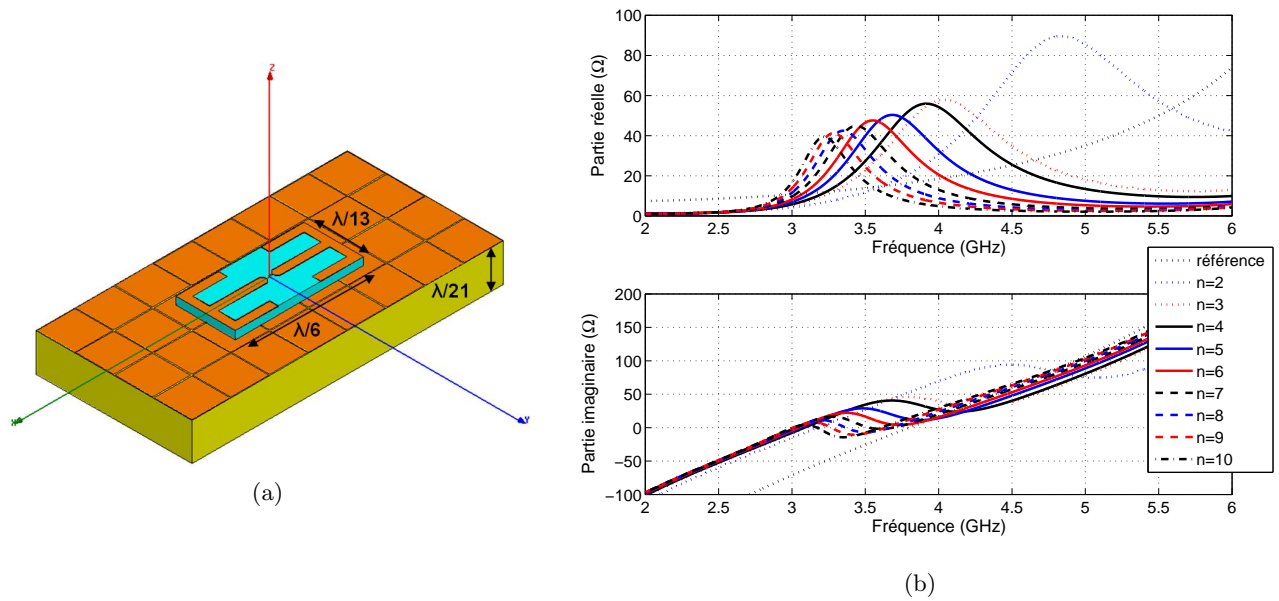 z
λ/13
λ/21
λ/6
x
y
(a)
100
80
60
40
20
0
Partie réelle (Ω)
2
2.5
3
3.5
4
4.5
5
5.5
6
Fréquence (GHz)
200
150
100
50
0
−50
−100
Partie imaginaire (Ω)
2
2.5
3
3.5
4
4.5
5
5.5
6
Fréquence (GHz)
référence
n=2
n=3
n=4
n=5
n=6
n=7
n=8
n=9
n=10
(b)